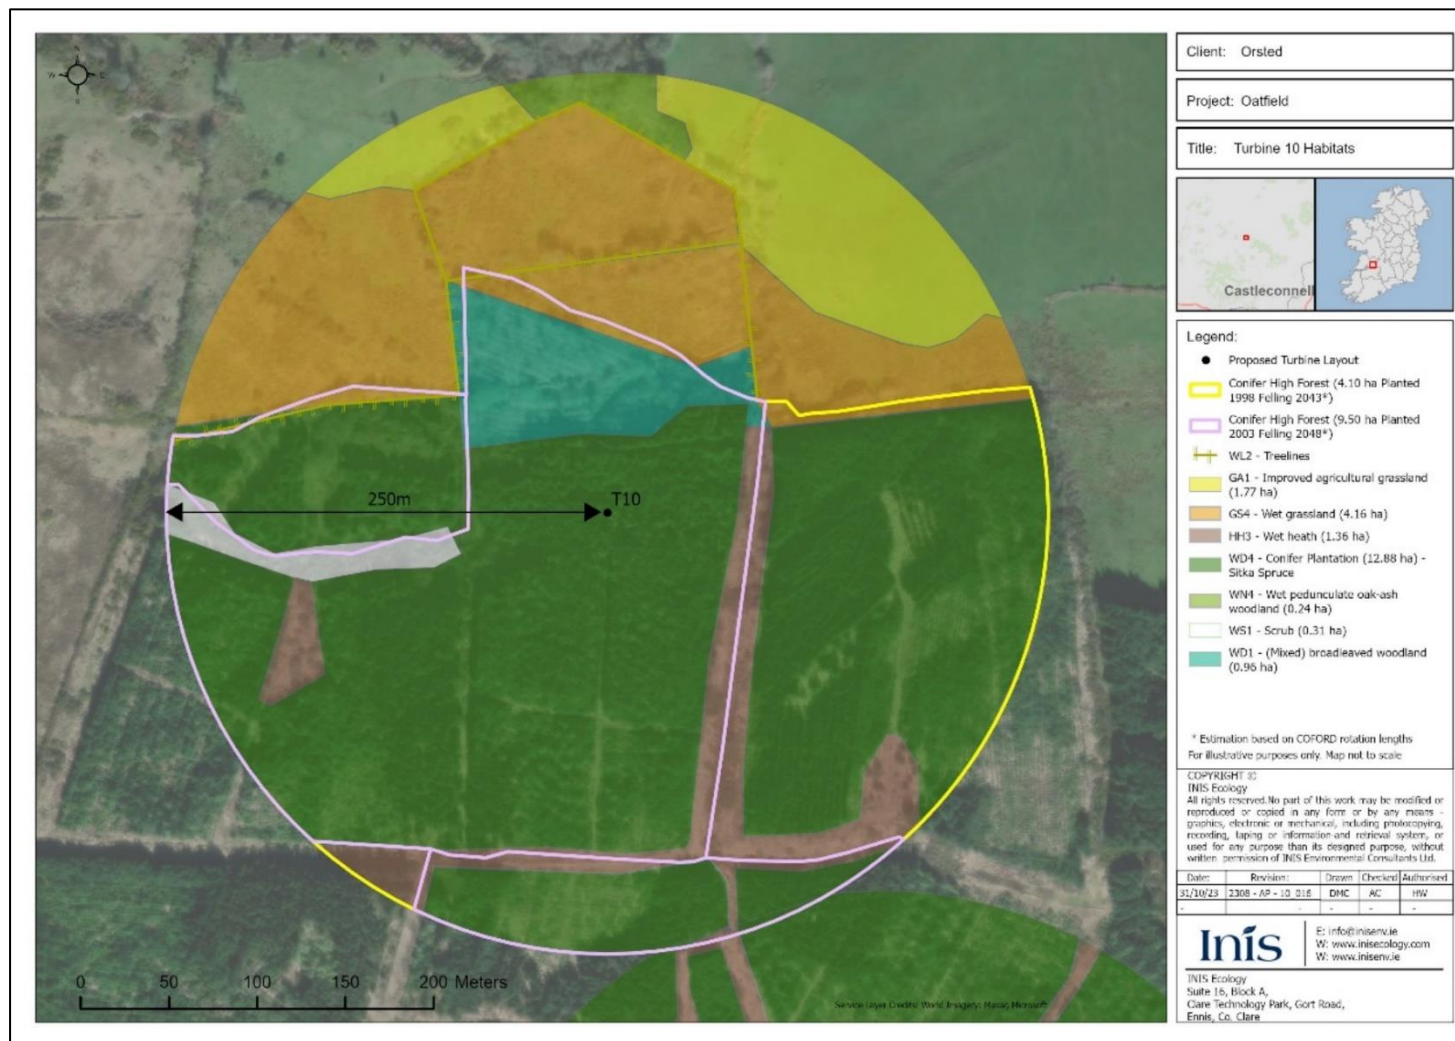 N
W
E
S
250m
T10
0
50
100
150
200 Meters
Service Layer Credits: World Imagery: Maxar, Microsoft
Client: Orsted
Project: Oatfield
Title: Turbine 10 Habitats
Castleconnell
Legend:
Proposed Turbine Layout
Conifer High Forest (4.10 ha Planted
1998 Felling 2043*)
Conifer High Forest (9.50 ha Planted
2003 Felling 2048*)
WL2 - Treelines
GA1 - Improved agricultural grassland
(1.77 ha)
GS4 - Wet grassland (4.16 ha)
HH3 - Wet heath (1.36 ha)
WD4 - Conifer Plantation (12.88 ha) -
Sitka Spruce
WN4 - Wet pedunculate oak-ash
woodland (0.24 ha)
WS1 - Scrub (0.31 ha)
WD1 - (Mixed) broadleaved woodland
(0.96 ha)
* Estimation based on COFORD rotation lengths
For illustrative purposes only. Map not to scale
COPYRIGHT ©
INIS Ecology
All rights reserved.No part of this work may be modified or
reproduced or copied in any form or by any means -
graphics, electronic or mechanical, including photocopying,
recording, taping or information and retrieval system, or
used for any purpose than its designed purpose, without
written permission of INIS Environmental Consultants Ltd.
Date: Revision: Drawn Checked Authorised
31/10/23 2308 - AP - 10_016 DMC AC HW
- - - - -
Inis
E: info@inisenv.ie
W: www.inisecology.com
W: www.inisenv.ie
INIS Ecology
Suite 16, Block A,
Clare Technology Park, Gort Road,
Ennis, Co. Clare